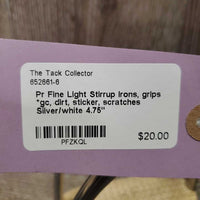 The Tack Collector
652861-6
Pr Fine Light Stirrup Irons, grips
*gc, dirt, sticker, scratches
Silver/white 4.75"
$20.00
PFZKQL